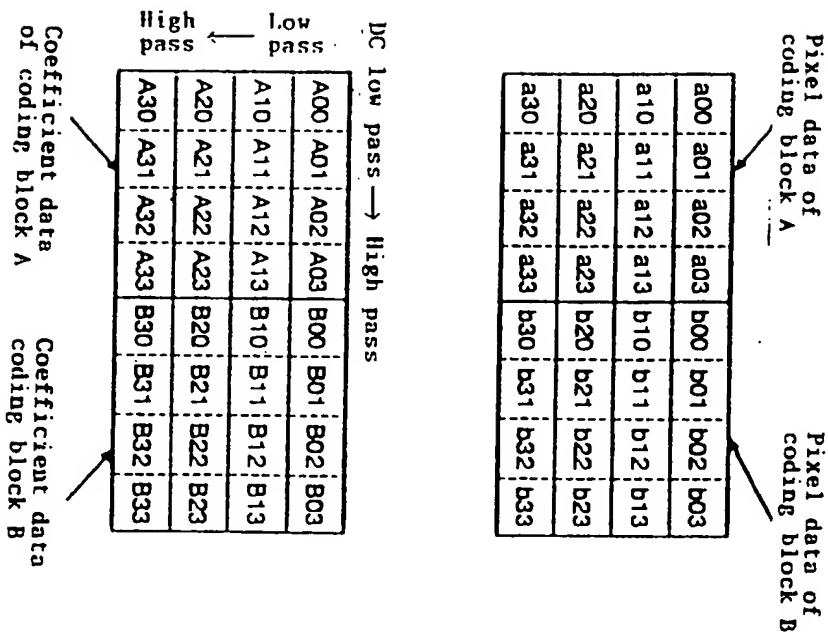 Pixel data of
coding block A
Pixel data of
coding block B
a00 a01 a02 a03 b00 b01 b02 b03
a10 a11 a12 a13 b10 b11 b12 b13
a20 a21 a22 a23 b20 b21 b22 b23
a30 a31 a32 a33 b30 b31 b32 b33
DC low pass → High pass
Low
pass
High
pass
A00 A01 A02 A03 B00 B01 B02 B03
A10 A11 A12 A13 B10 B11 B12 B13
A20 A21 A22 A23 B20 B21 B22 B23
A30 A31 A32 A33 B30 B31 B32 B33
Coefficient data
of coding block A
Coefficient data
coding block B